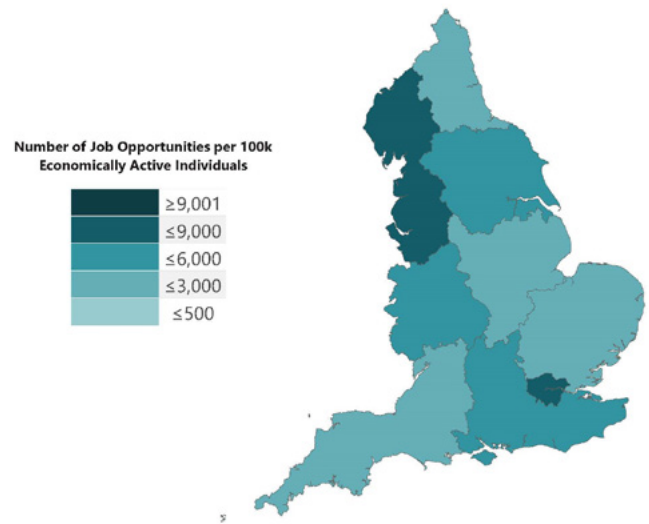 Number of Job Opportunities per 100k
Economically Active Individuals
≥9,001
≤9,000
≤6,000
≤3,000
≤500